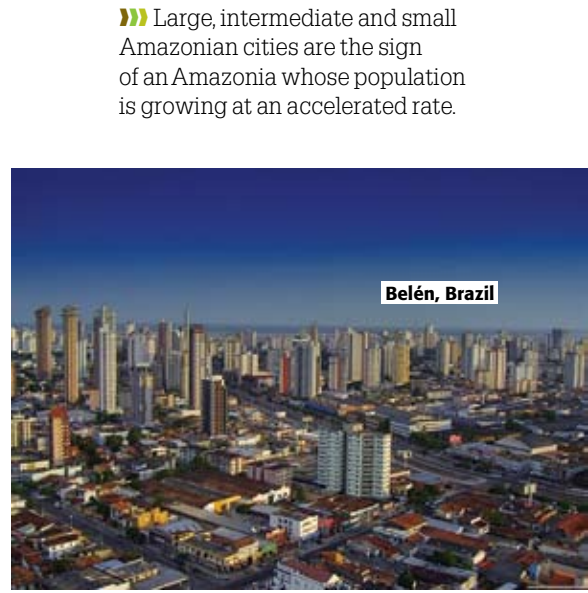 Large, intermediate and small
Amazonian cities are the sign
of an Amazonia whose population
is growing at an accelerated rate.
Belén, Brazil